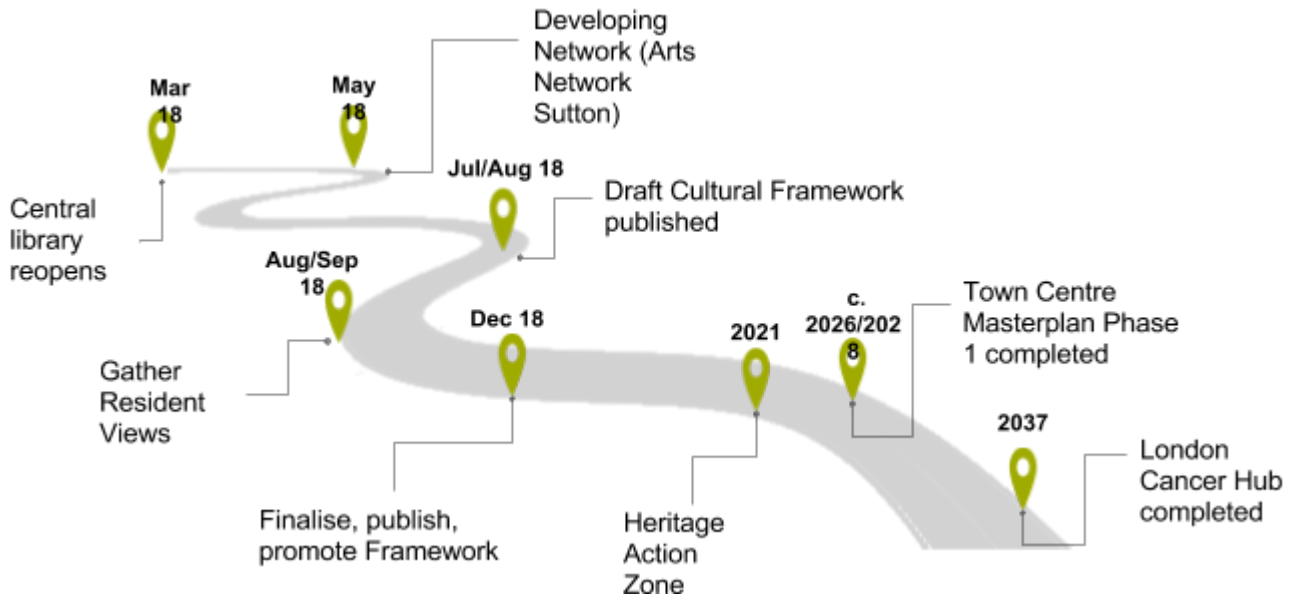 Mar
18
Central
library
reopens
May
18
Developing
Network (Arts
Network
Sutton)
Jul/Aug 18
Draft Cultural Framework
published
Aug/Sep
18
Gather
Resident
Views
Dec 18
Finalise, publish,
promote Framework
2021
Heritage
Action
Zone
c.
2026/202
8
Town Centre
Masterplan Phase
1 completed
2037
London
Cancer Hub
completed